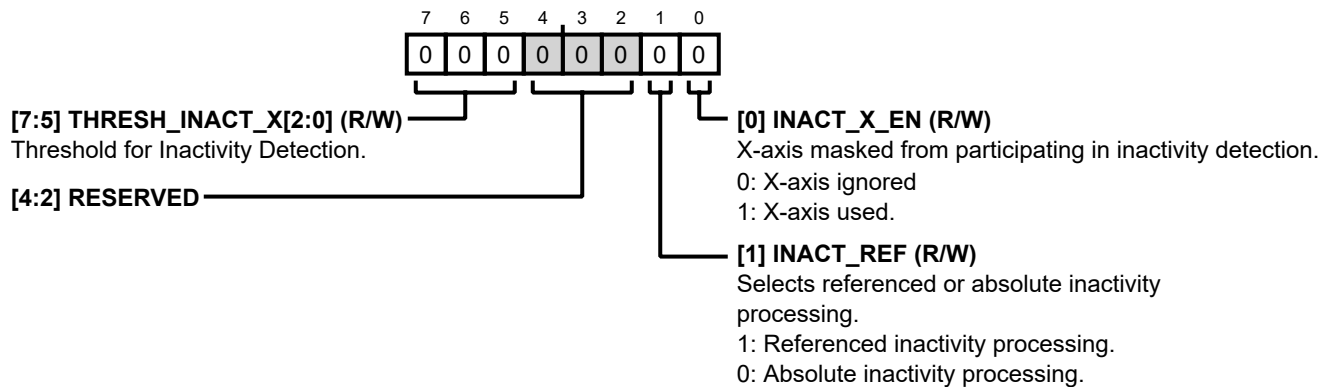 7 6 5 4 3 2 1 0
0 0 0 0 0 0 0 0
[7:5] THRESH_INACT_X[2:0] (R/W)
Threshold for Inactivity Detection.
[4:2] RESERVED
[0] INACT_X_EN (R/W)
X-axis masked from participating in inactivity detection.
0: X-axis ignored
1: X-axis used.
[1] INACT_REF (R/W)
Selects referenced or absolute inactivity
processing.
1: Referenced inactivity processing.
0: Absolute inactivity processing.